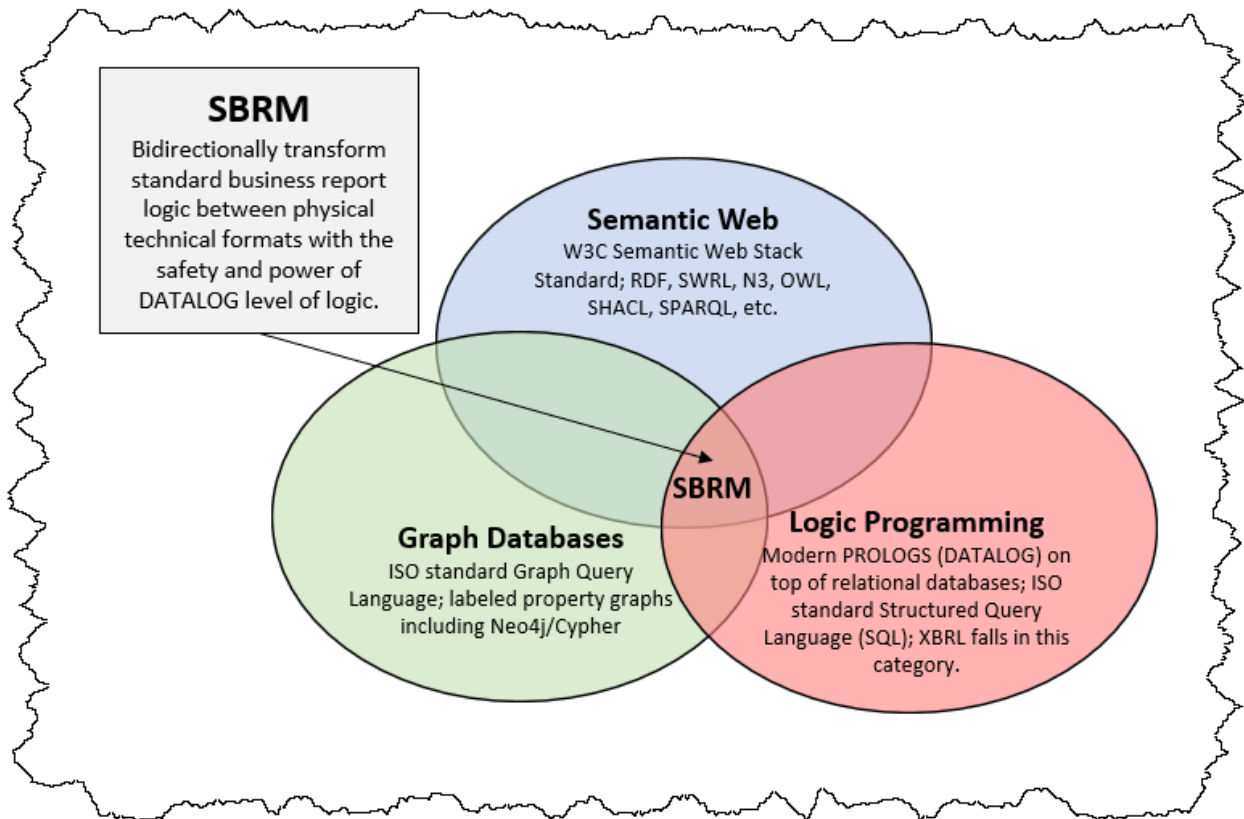 SBRM
Bidirectionally transform
standard business report
logic between physical
technical formats with the
safety and power of
DATALOG level of logic.
Semantic Web
W3C Semantic Web Stack
Standard; RDF, SWRL, N3, OWL,
SHACL, SPARQL, etc.
SBRM
Graph Databases
ISO standard Graph Query
Language; labeled property graphs
including Neo4j/Cypher
Logic Programming
Modern PROLOGS (DATALOG) on
top of relational databases; ISO
standard Structured Query
Language (SQL); XBRL falls in this
category.